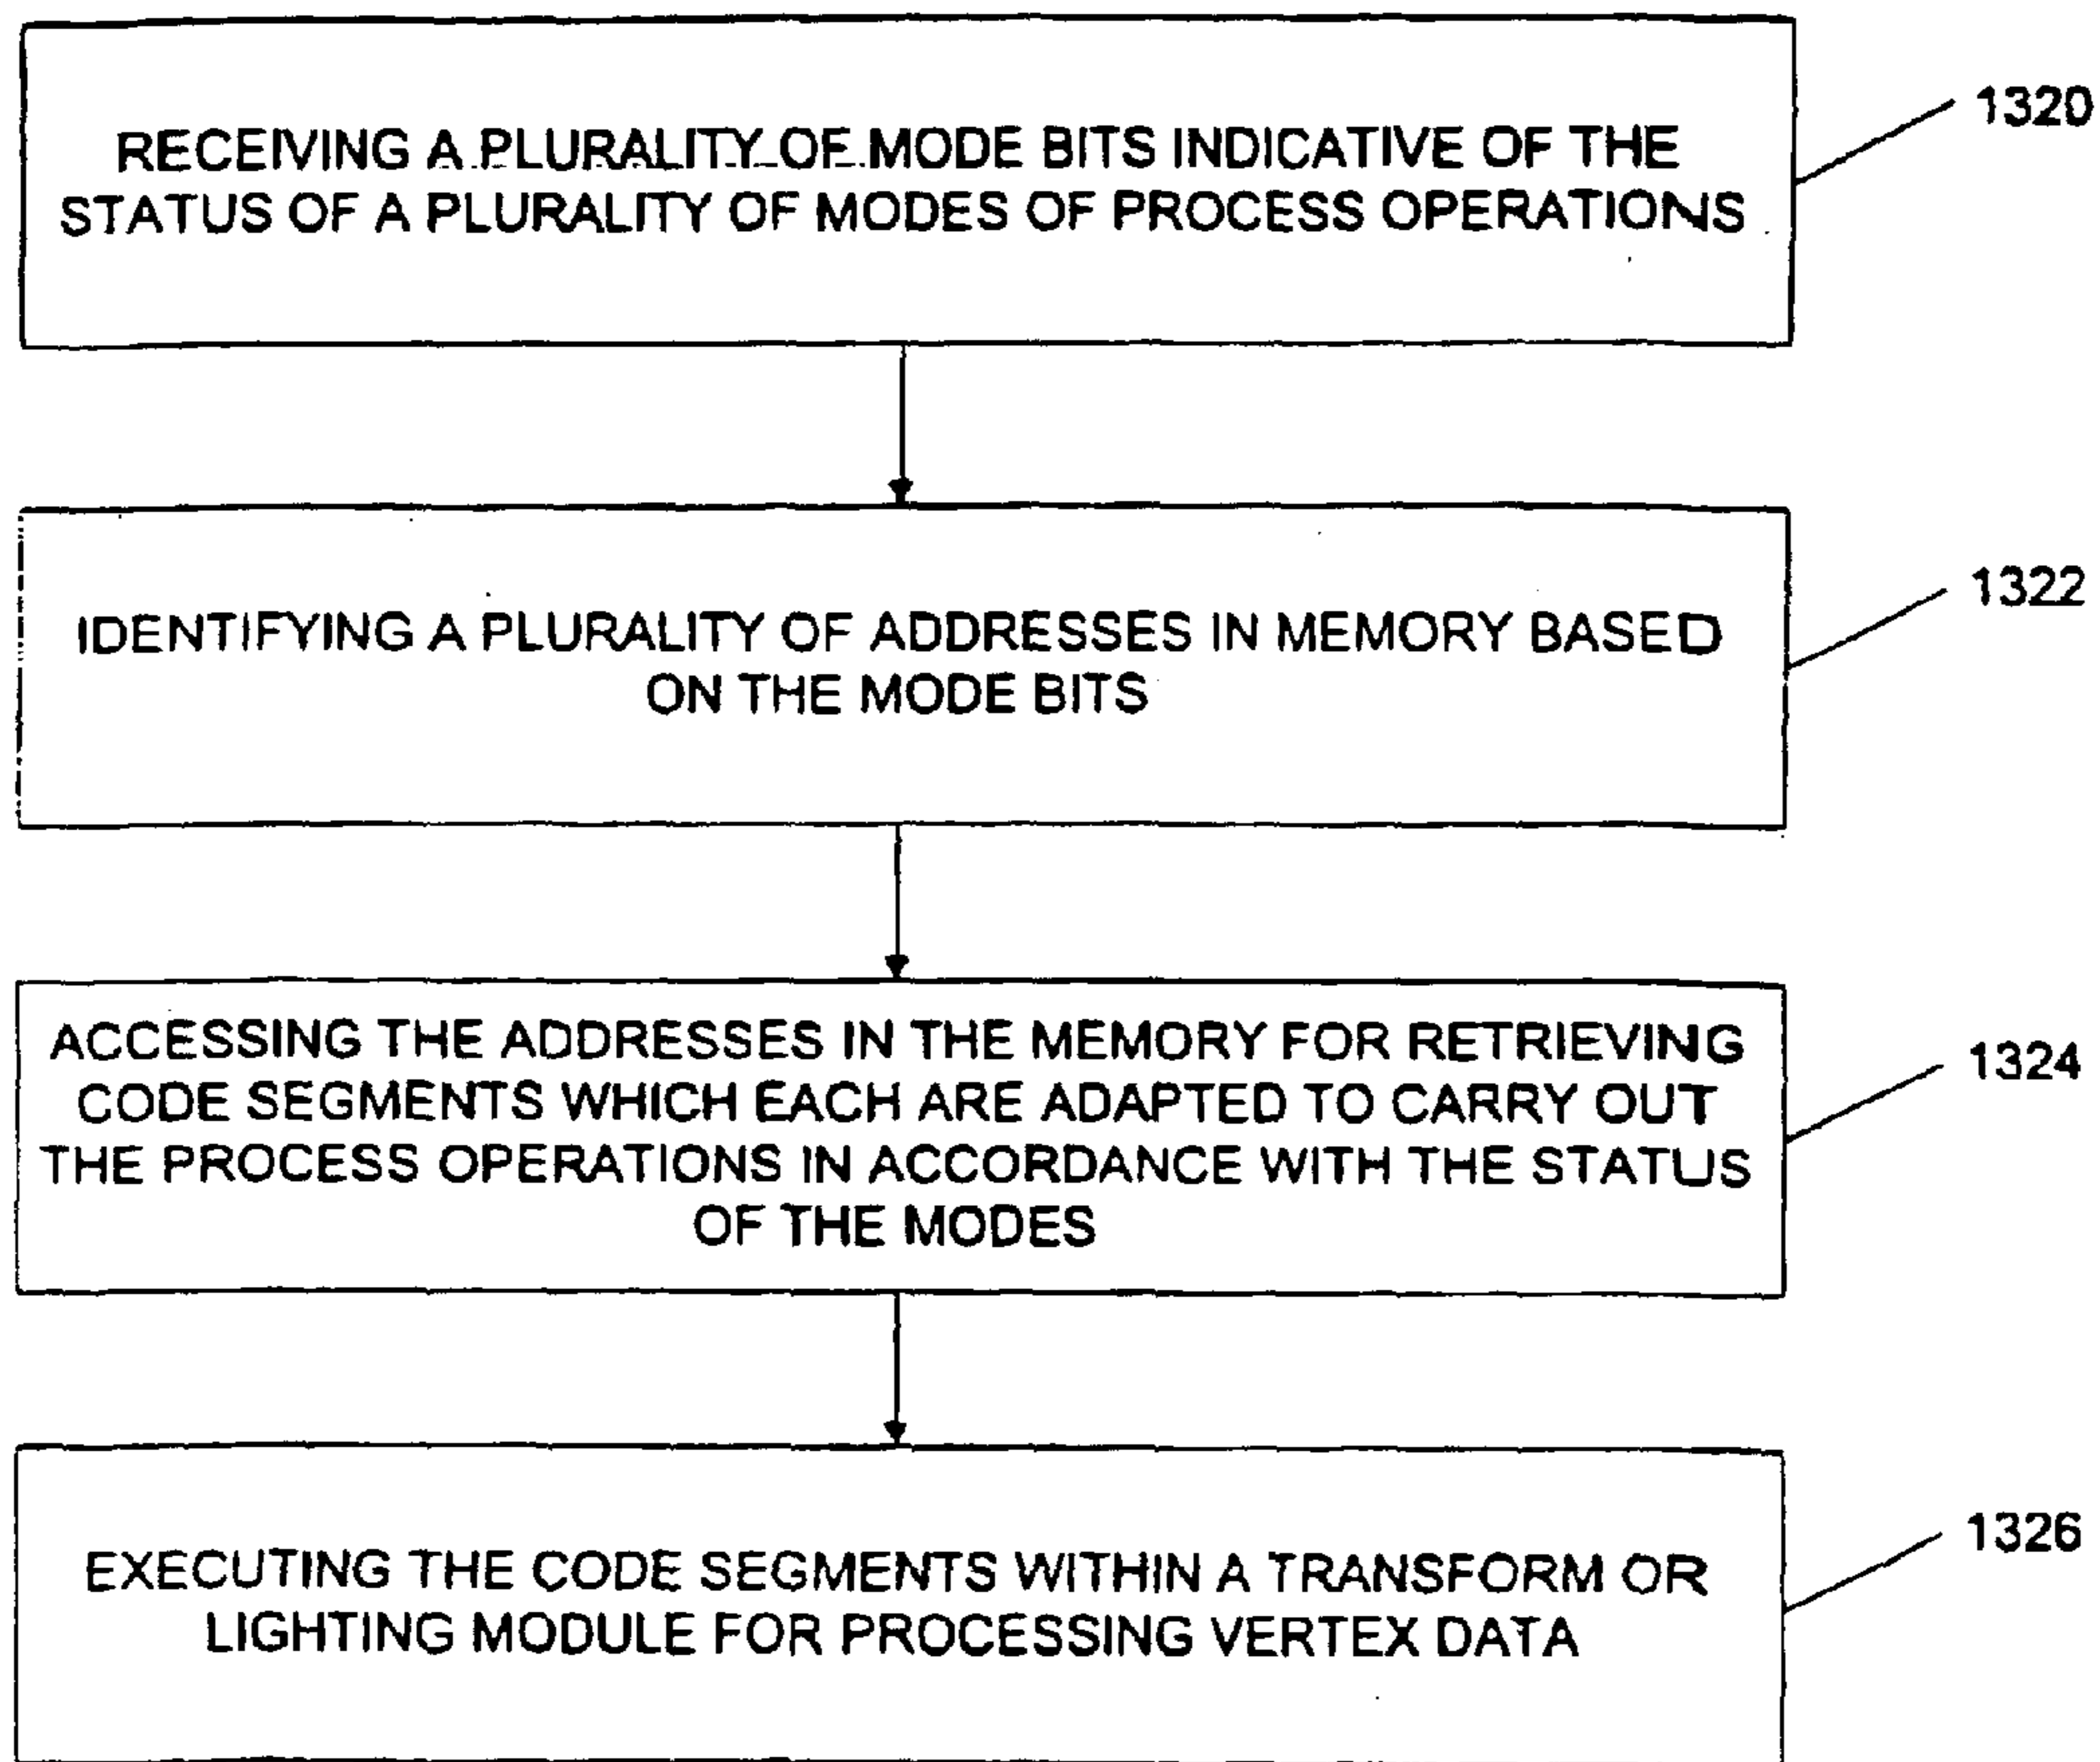 RECEIVING A PLURALITY OF MODE BITS INDICATIVE OF THE
STATUS OF A PLURALITY OF MODES OF PROCESS OPERATIONS
1320
IDENTIFYING A PLURALITY OF ADDRESSES IN MEMORY BASED
ON THE MODE BITS
1322
ACCESSING THE ADDRESSES IN THE MEMORY FOR RETRIEVING
CODE SEGMENTS WHICH EACH ARE ADAPTED TO CARRY OUT
THE PROCESS OPERATIONS IN ACCORDANCE WITH THE STATUS
OF THE MODES
1324
EXECUTING THE CODE SEGMENTS WITHIN A TRANSFORM OR
LIGHTING MODULE FOR PROCESSING VERTEX DATA
1326